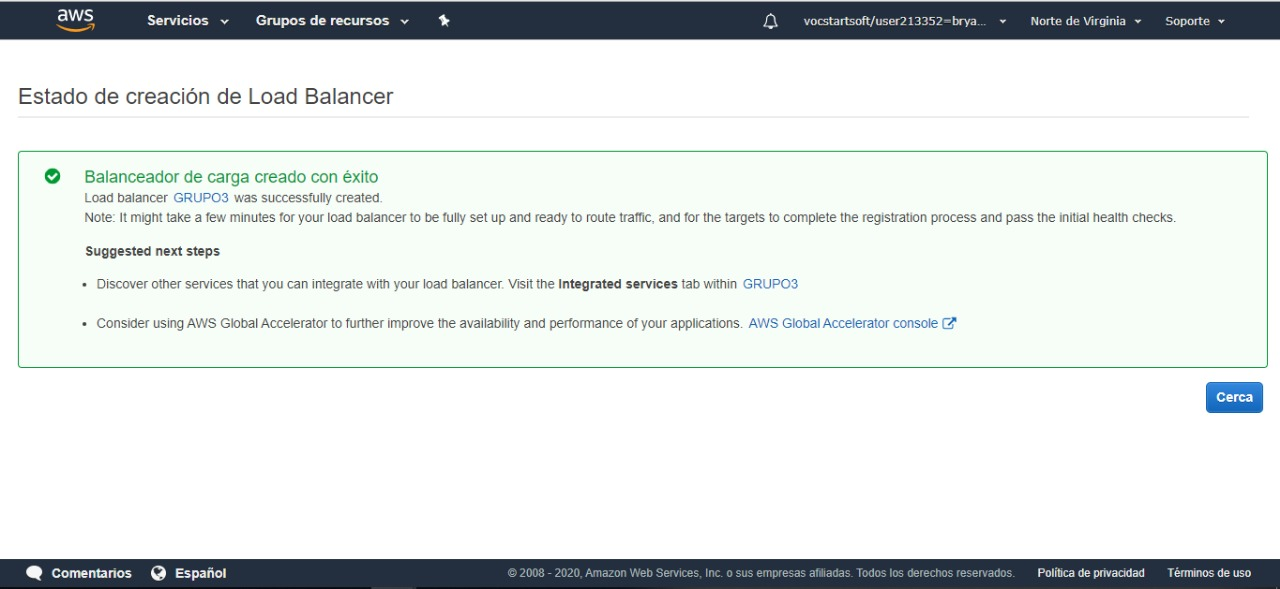 aws Servicios Grupos de recursos vocstartsoft/user213352=brya... Norte de Virginia Soporte
Estado de creación de Load Balancer
Balanceador de carga creado con éxito
Load balancer GRUPO3 was successfully created.
Note: It might take a few minutes for your load balancer to be fully set up and ready to route traffic, and for the targets to complete the registration process and pass the initial health checks.
Suggested next steps
• Discover other services that you can integrate with your load balancer. Visit the Integrated services tab within GRUPO3
• Consider using AWS Global Accelerator to further improve the availability and performance of your applications. AWS Global Accelerator console
Cerca
Comentarios Español © 2008 - 2020, Amazon Web Services, Inc. o sus empresas afiliadas. Todos los derechos reservados. Política de privacidad Términos de uso